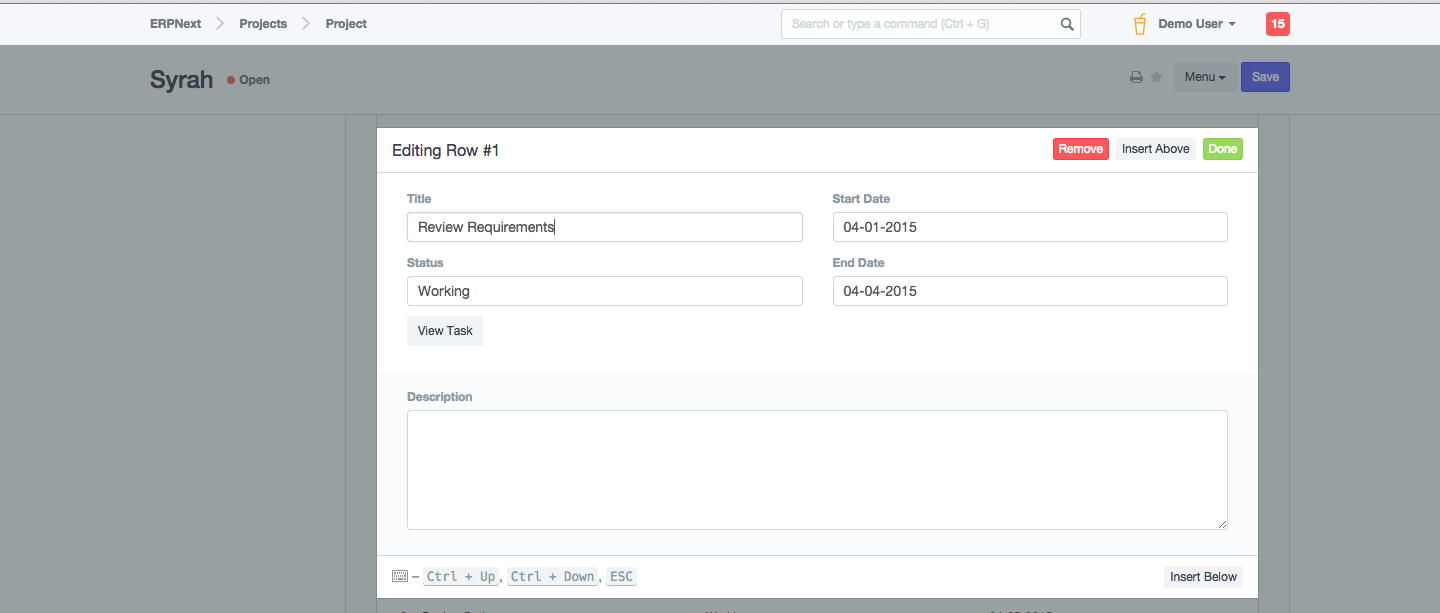 ERPNext Projects Project Search or type a command (Ctrl + G) Demo User 15
Syrah Open Menu Save
Editing Row #1 Remove Insert Above Done
Title Start Date
Review Requirements 04-01-2015
Status End Date
Working 04-04-2015
View Task
Description
– Ctrl + Up, Ctrl + Down, ESC Insert Below